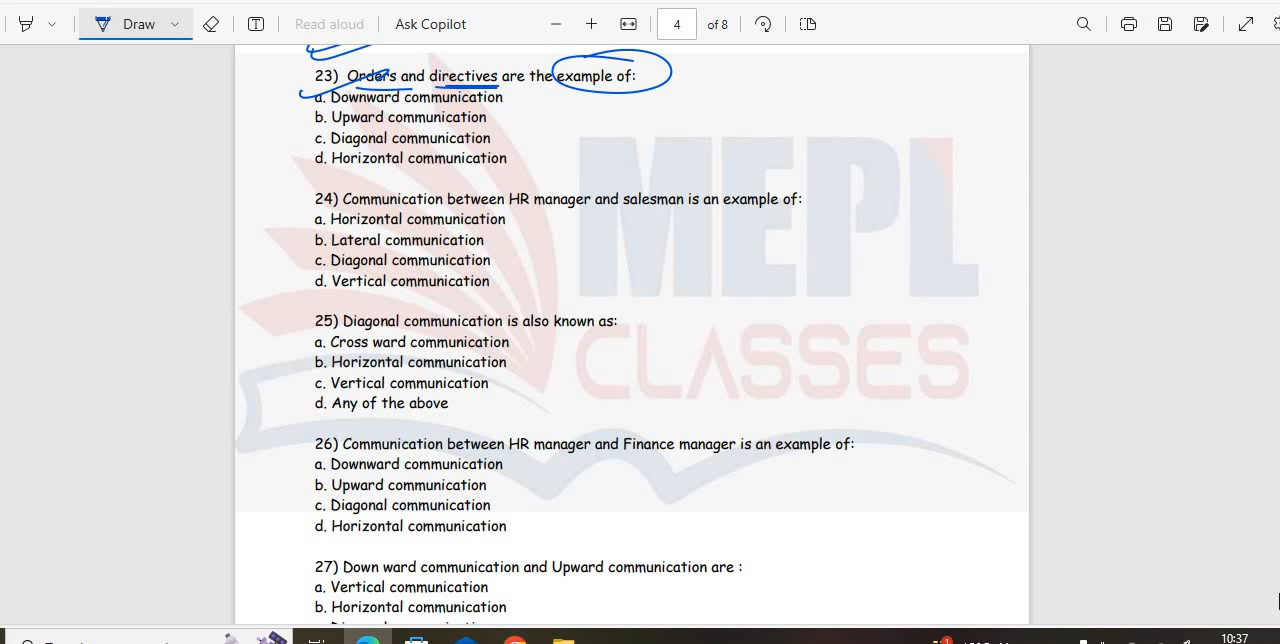 Draw
Read aloud
Ask Copilot
4
of 8
23) Orders and directives are the example of:
a. Downward communication
b. Upward communication
c. Diagonal communication
d. Horizontal communication
24) Communication between HR manager and salesman is an example of:
a. Horizontal communication
b. Lateral communication
c. Diagonal communication
d. Vertical communication
25) Diagonal communication is also known as:
a. Cross ward communication
b. Horizontal communication
c. Vertical communication
d. Any of the above
26) Communication between HR manager and Finance manager is an example of:
a. Downward communication
b. Upward communication
c. Diagonal communication
d. Horizontal communication
27) Down ward communication and Upward communication are :
a. Vertical communication
b. Horizontal communication
MEPL
CLASSES
10:37